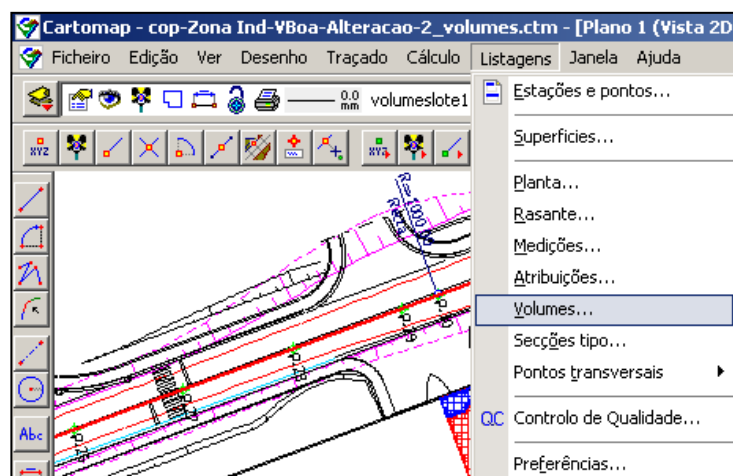 Cartomap - cop-Zona Ind-VBoa-Alteracao-2_volumes.ctm - [Plano 1 (Vista 2D
Ficheiro Edição Ver Desenho Traçado Cálculo Listagens Janela Ajuda
0.0 mm volumeslote1
XYZ XYZ
Estações e pontos...
Superficies...
Planta...
Rasante...
Medições...
Atribuições...
Volumes...
Secções tipo...
Pontos transversais
QC Controlo de Qualidade...
Preferências...
Abc